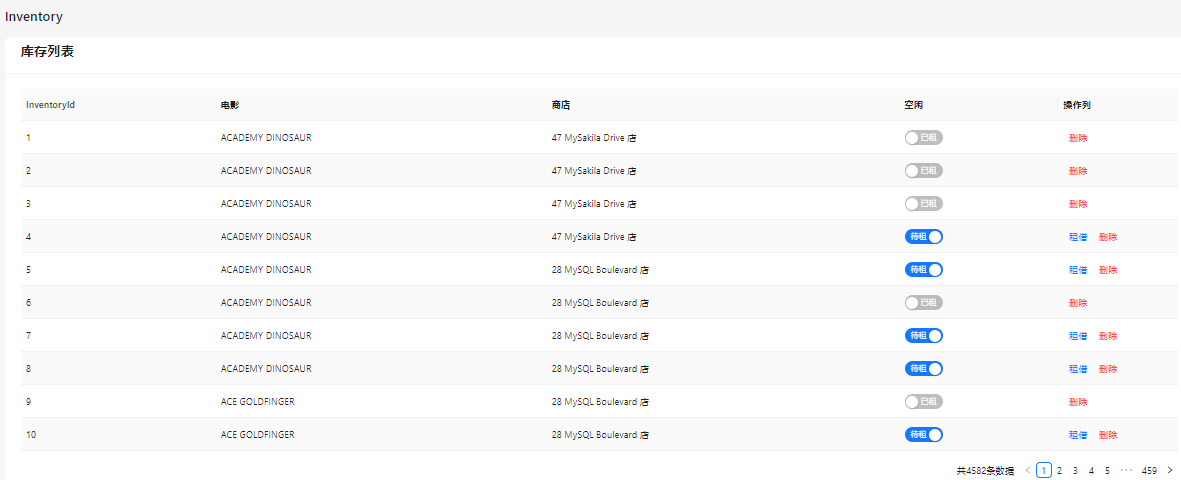 Inventory
库存列表
InventoryId 电影 商店 空闲 操作列
1 ACADEMY DINOSAUR 47 MySakila Drive 店 已租 删除
2 ACADEMY DINOSAUR 47 MySakila Drive 店 已租 删除
3 ACADEMY DINOSAUR 47 MySakila Drive 店 已租 删除
4 ACADEMY DINOSAUR 47 MySakila Drive 店 待租 租借 删除
5 ACADEMY DINOSAUR 28 MySQL Boulevard 店 待租 租借 删除
6 ACADEMY DINOSAUR 28 MySQL Boulevard 店 已租 删除
7 ACADEMY DINOSAUR 28 MySQL Boulevard 店 待租 租借 删除
8 ACADEMY DINOSAUR 28 MySQL Boulevard 店 待租 租借 删除
9 ACE GOLDFINGER 28 MySQL Boulevard 店 已租 删除
10 ACE GOLDFINGER 28 MySQL Boulevard 店 待租 租借 删除
共4582条数据 < 1 2 3 4 5 ··· 459 >